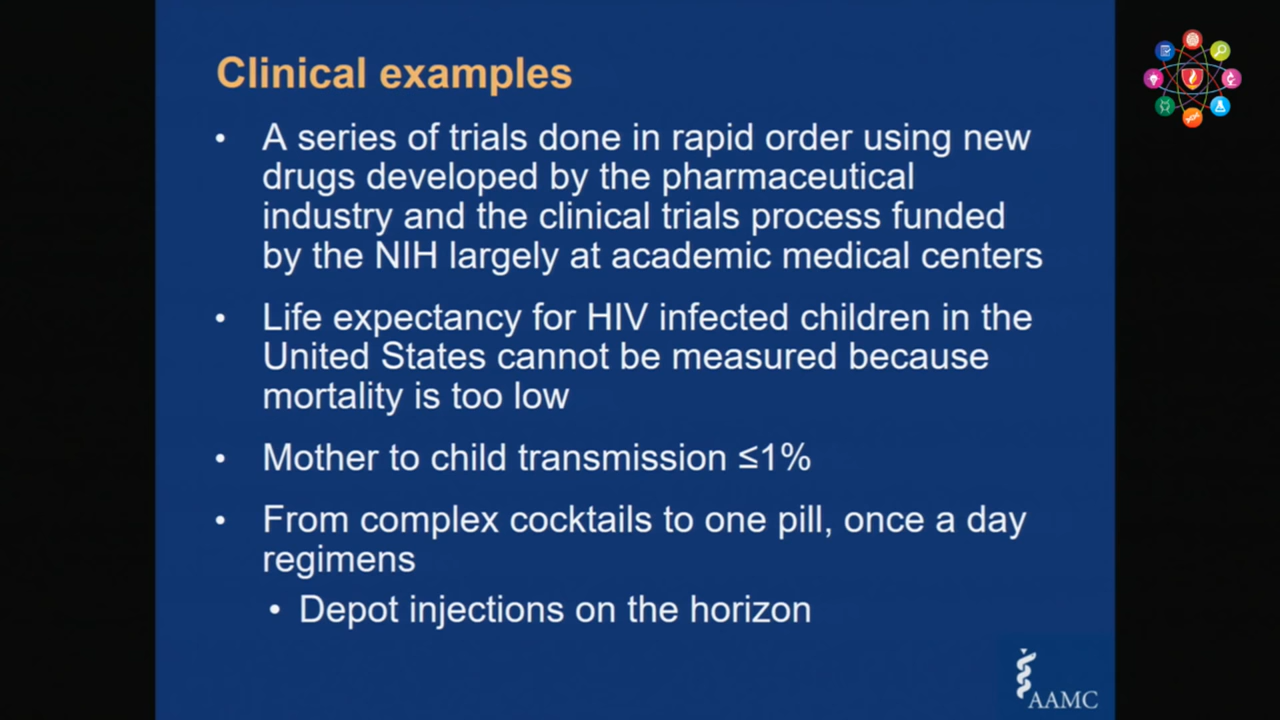 Clinical examples
• A series of trials done in rapid order using new
drugs developed by the pharmaceutical
industry and the clinical trials process funded
by the NIH largely at academic medical centers
• Life expectancy for HIV infected children in the
United States cannot be measured because
mortality is too low
• Mother to child transmission ≤1%
• From complex cocktails to one pill, once a day
regimens
• Depot injections on the horizon
AAMC